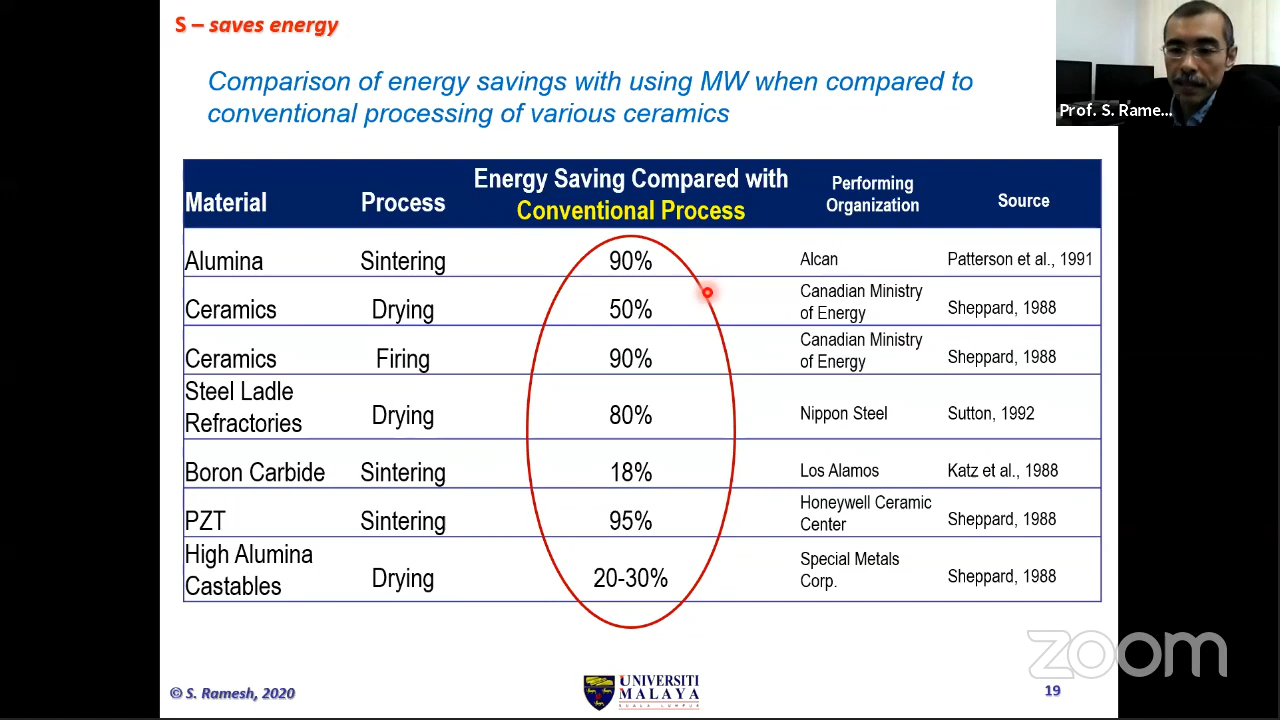 S – saves energy
Comparison of energy savings with using MW when compared to
conventional processing of various ceramics
Prof. S. Rame...
Material Process Energy Saving Compared with Conventional Process Performing Organization Source
Alumina Sintering 90% Alcan Patterson et al., 1991
Ceramics Drying 50% Canadian Ministry of Energy Sheppard, 1988
Ceramics Firing 90% Canadian Ministry of Energy Sheppard, 1988
Steel Ladle Refractories Drying 80% Nippon Steel Sutton, 1992
Boron Carbide Sintering 18% Los Alamos Katz et al., 1988
PZT Sintering 95% Honeywell Ceramic Center Sheppard, 1988
High Alumina Castables Drying 20-30% Special Metals Corp. Sheppard, 1988
zoom
© S. Ramesh, 2020
UNIVERSITI
MALAYA
KUALA LUMPUR
19